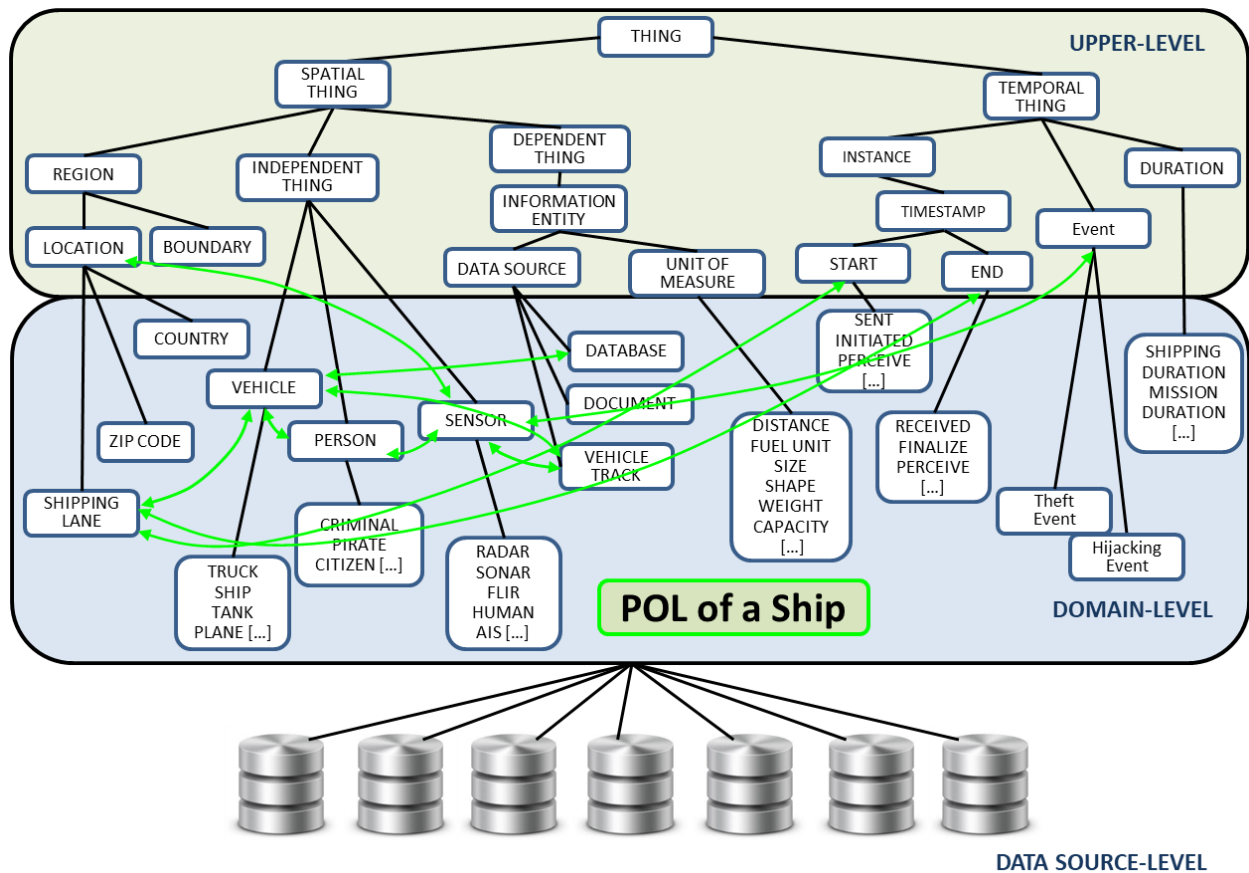 THING
UPPER-LEVEL
SPATIAL
THING
TEMPORAL
THING
REGION
INDEPENDENT
THING
DEPENDENT
THING
INSTANCE
DURATION
INFORMATION
ENTITY
TIMESTAMP
LOCATION
BOUNDARY
Event
DATA SOURCE
UNIT OF
MEASURE
START
END
COUNTRY
DATABASE
SENT
INITIATED
PERCEIVE
[...]
SHIPPING
DURATION
MISSION
DURATION
[...]
VEHICLE
DOCUMENT
ZIP CODE
PERSON
SENSOR
VEHICLE
TRACK
DISTANCE
FUEL UNIT
SIZE
SHAPE
WEIGHT
CAPACITY
[...]
RECEIVED
FINALIZE
PERCEIVE
[...]
SHIPPING
LANE
CRIMINAL
PIRATE
CITIZEN [...]
Theft
Event
Hijacking
Event
TRUCK
SHIP
TANK
PLANE [...]
RADAR
SONAR
FLIR
HUMAN
AIS [...]
POL of a Ship
DOMAIN-LEVEL
DATA SOURCE-LEVEL